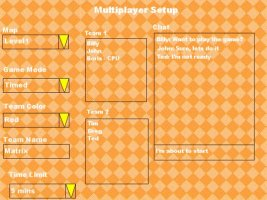 Multiplayer Setup
Map
Level1
Game Mode
Timed
Team Color
Red
Team Name
Matrix
Time Limit
5 mins
Team 1
Billy
John
Boris CPU
Team 2
Tim
Greg
Ted
Chat
Billy: Want to play the game?
John: Sure, lets do it
Ted: I'm not ready
I'm about to start